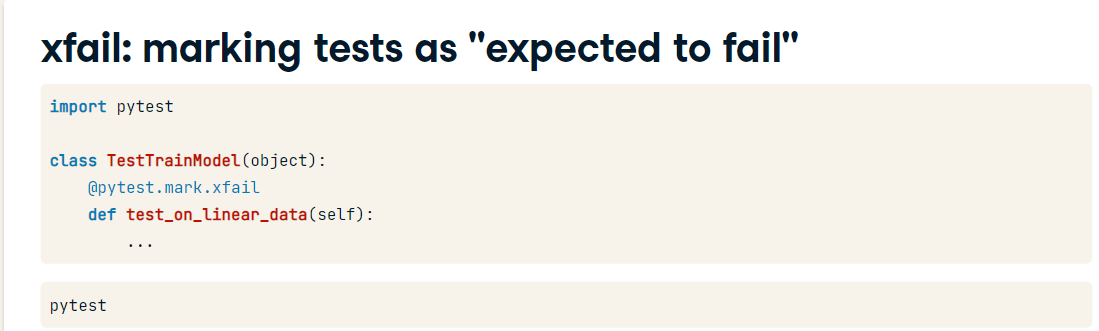 xfail: marking tests as "expected to fail"
import pytest
class TestTrainModel(object):
    @pytest.mark.xfail
    def test_on_linear_data(self):
        ...
pytest